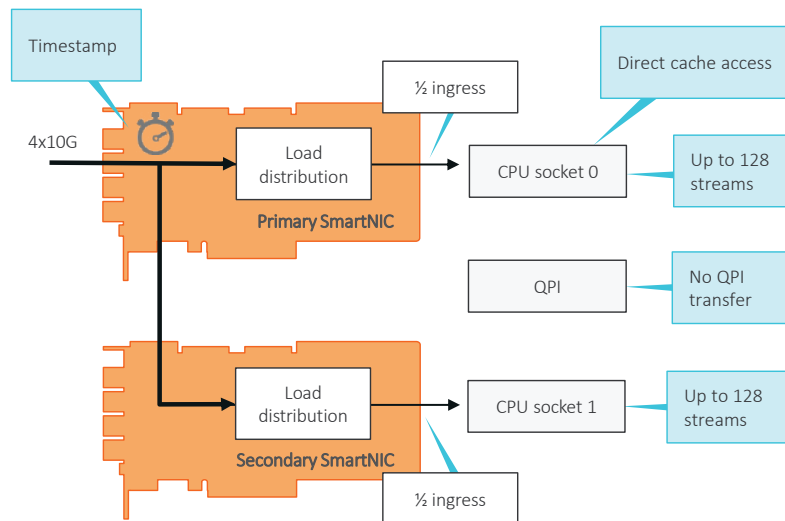 Timestamp
Direct cache access
½ ingress
4x10G
Load
distribution
CPU socket 0
Up to 128
streams
Primary SmartNIC
QPI
No QPI
transfer
Load
distribution
CPU socket 1
Up to 128
streams
Secondary SmartNIC
½ ingress